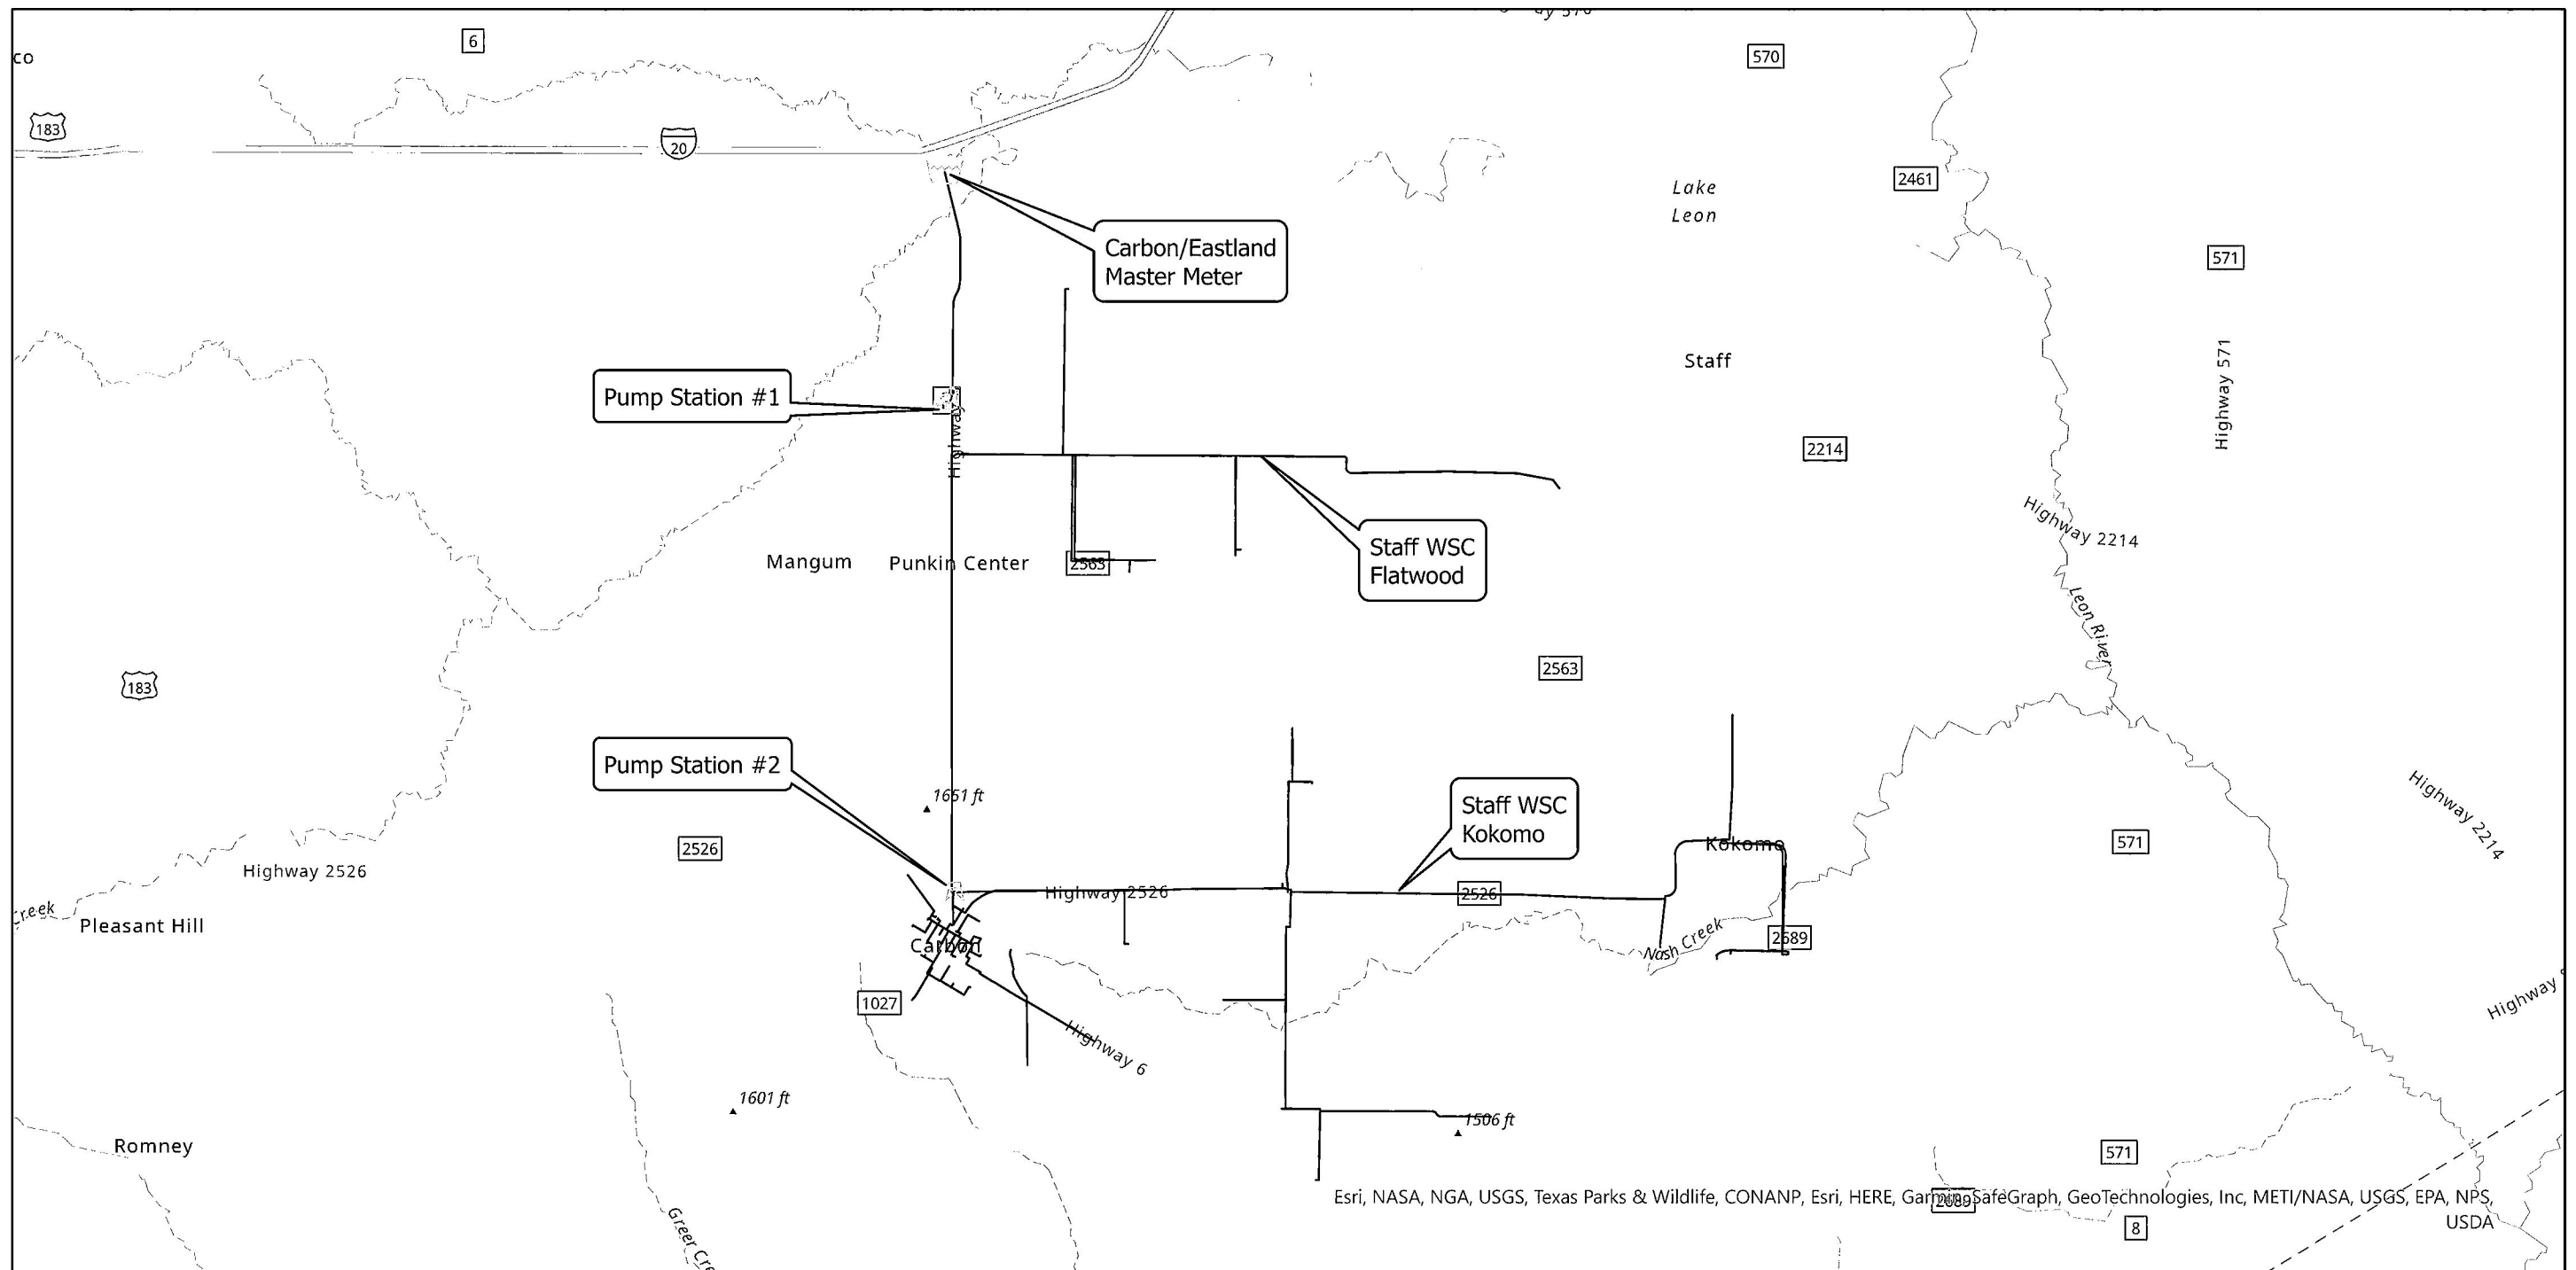 6
570
co
183
20
2461
Lake
Leon
Carbon/Eastland
Master Meter
571
Staff
Highway 571
Pump Station #1
Highway
2214
Highway 2214
Staff WSC
Flatwood
Mangum
Punkin Center
2563
Leon River
2563
183
Pump Station #2
1651 ft
Staff WSC
Kokomo
Highway 2214
2526
Kokomo
571
Highway 2526
Highway 2526
2526
Creek
Pleasant Hill
Carbon
Nash Creek
2689
1027
Highway
Highway 6
1601 ft
1506 ft
Romney
571
Esri, NASA, NGA, USGS, Texas Parks & Wildlife, CONANP, Esri, HERE, Garmin, SafeGraph, GeoTechnologies, Inc, METI/NASA, USGS, EPA, NPS,
USDA
2689
8
Greer Cre